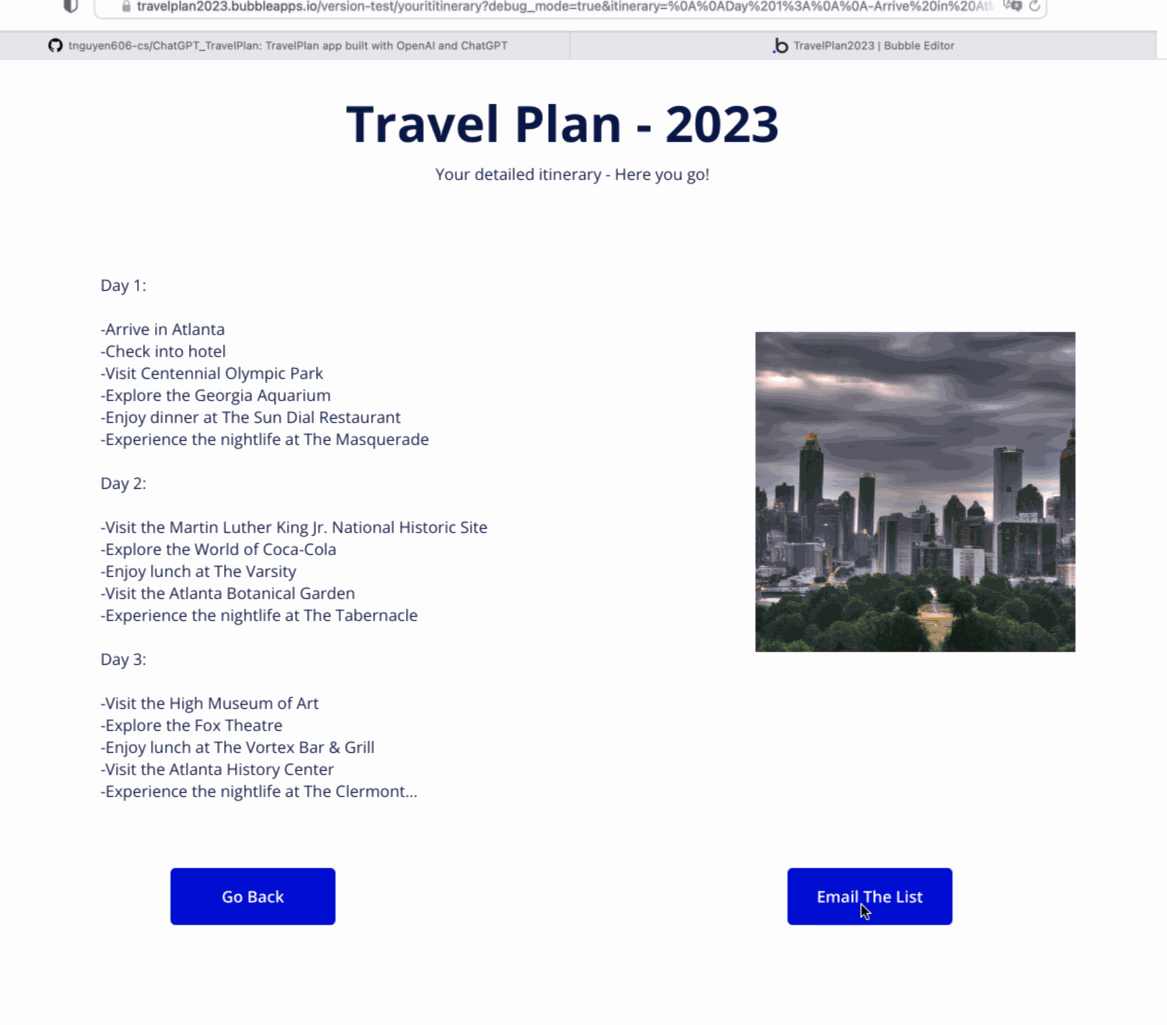 travelplan2023.bubbleapps.io/version-test/yourititinerary?debug_mode=true&itinerary=%0A%0ADay%201%3A%0A%0A-Arrive%20in%20Atl
tnguyen606-cs/ChatGPT_TravelPlan: TravelPlan app built with OpenAI and ChatGPT
.b TravelPlan2023 | Bubble Editor
Travel Plan - 2023
Your detailed itinerary - Here you go!
Day 1:
-Arrive in Atlanta
-Check into hotel
-Visit Centennial Olympic Park
-Explore the Georgia Aquarium
-Enjoy dinner at The Sun Dial Restaurant
-Experience the nightlife at The Masquerade
Day 2:
-Visit the Martin Luther King Jr. National Historic Site
-Explore the World of Coca-Cola
-Enjoy lunch at The Varsity
-Visit the Atlanta Botanical Garden
-Experience the nightlife at The Tabernacle
Day 3:
-Visit the High Museum of Art
-Explore the Fox Theatre
-Enjoy lunch at The Vortex Bar & Grill
-Visit the Atlanta History Center
-Experience the nightlife at The Clermont...
Go Back
Email The List